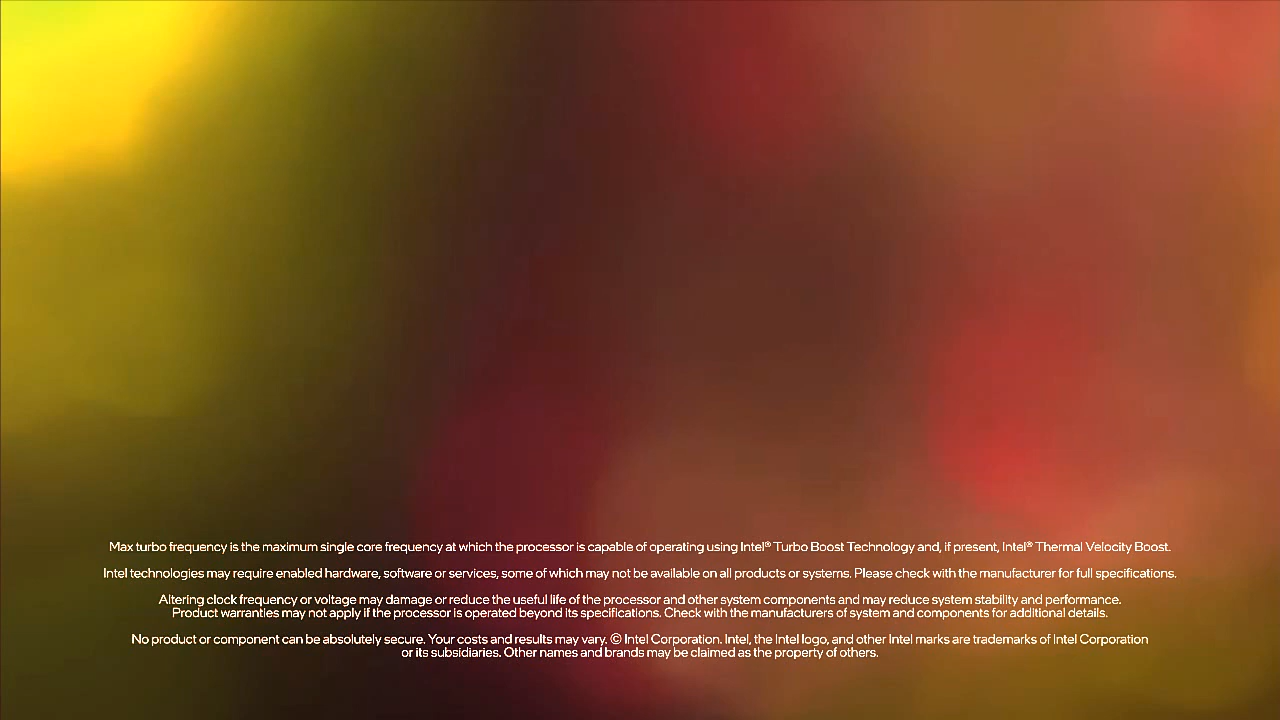 Max turbo frequency is the maximum single core frequency at which the processor is capable of operating using Intel® Turbo Boost Technology and, if present, Intel® Thermal Velocity Boost.
Intel technologies may require enabled hardware, software or services, some of which may not be available on all products or systems. Please check with the manufacturer for full specifications.
Altering clock frequency or voltage may damage or reduce the useful life of the processor and other system components and may reduce system stability and performance.
Product warranties may not apply if the processor is operated beyond its specifications. Check with the manufacturers of system and components for additional details.
No product or component can be absolutely secure. Your costs and results may vary. © Intel Corporation. Intel, the Intel logo, and other Intel marks are trademarks of Intel Corporation
or its subsidiaries. Other names and brands may be claimed as the property of others.